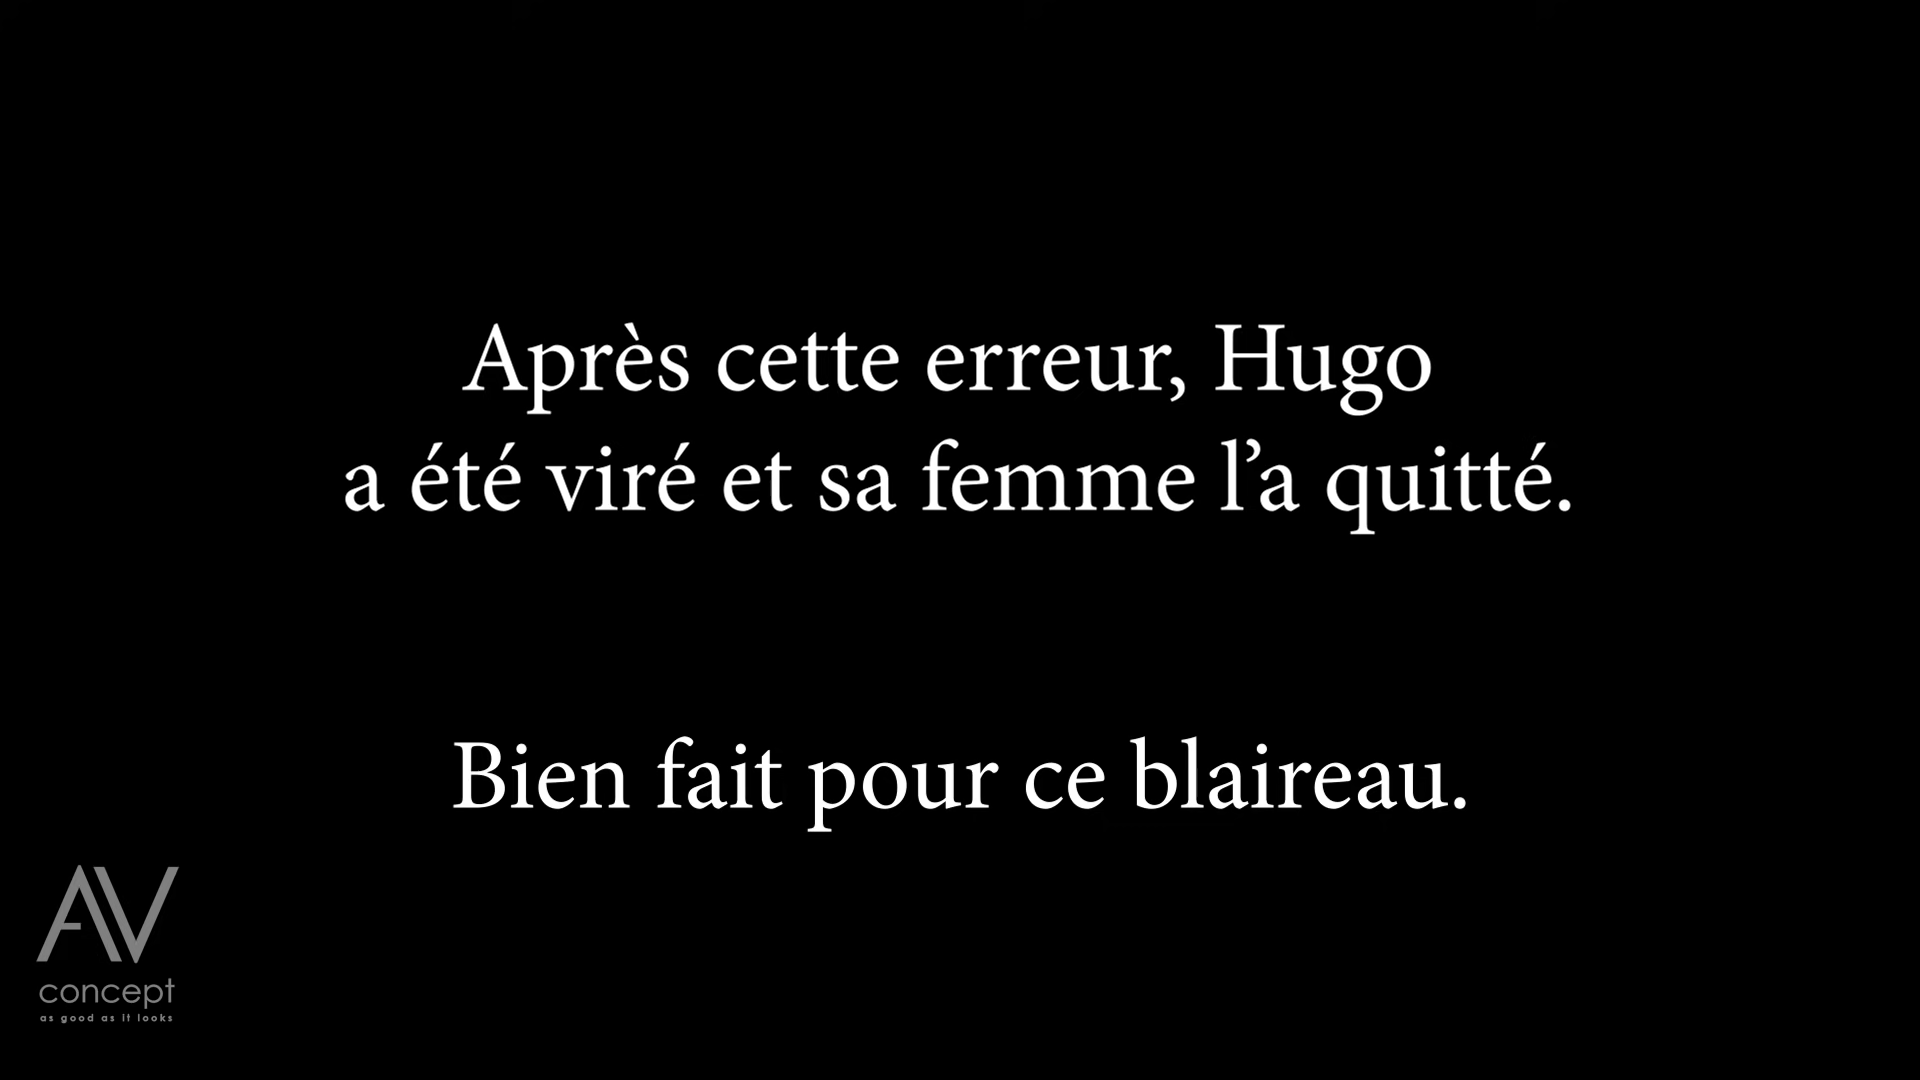 Après cette erreur, Hugo
a été viré et sa femme l’a quitté.
Bien fait pour ce blaireau.
AV
concept
as good as it looks